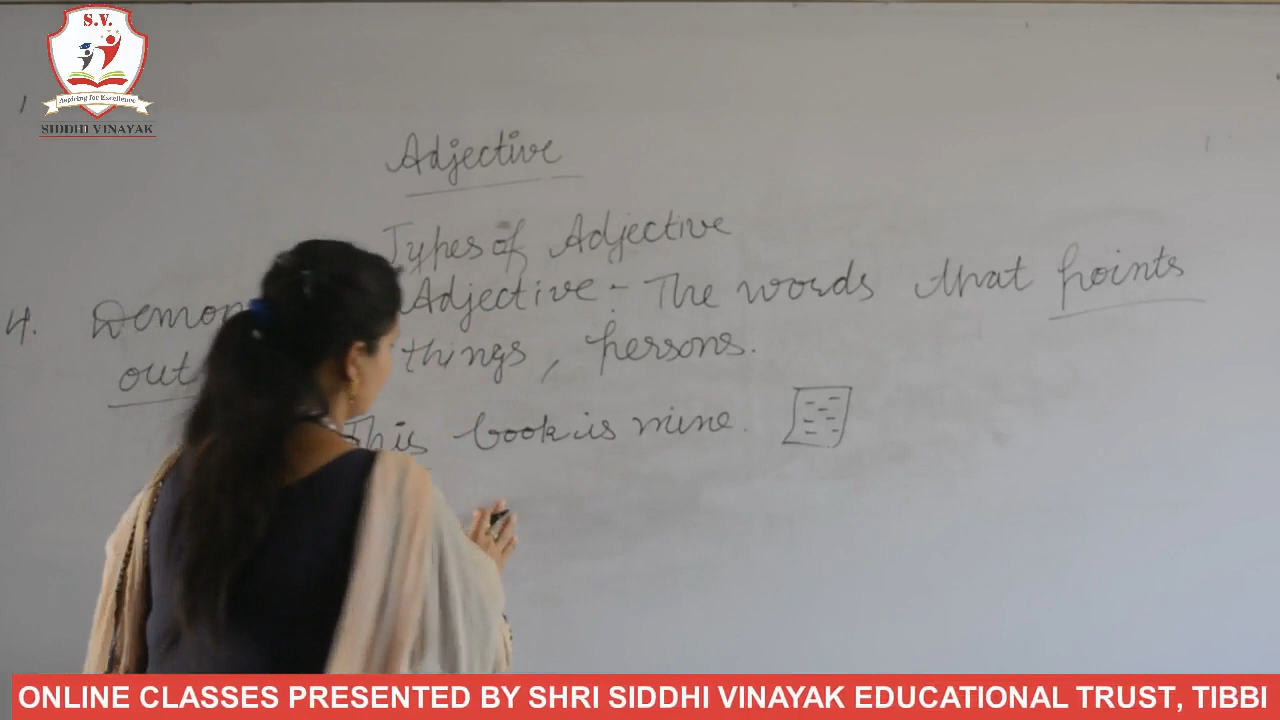 S.V.
Aspiring for Excellence
SIDDHI VINAYAK
Adjective
Types of Adjective
4. Demon Adjective - The words that points
out things, persons.
This book is mine.
ONLINE CLASSES PRESENTED BY SHRI SIDDHI VINAYAK EDUCATIONAL TRUST, TIBBI